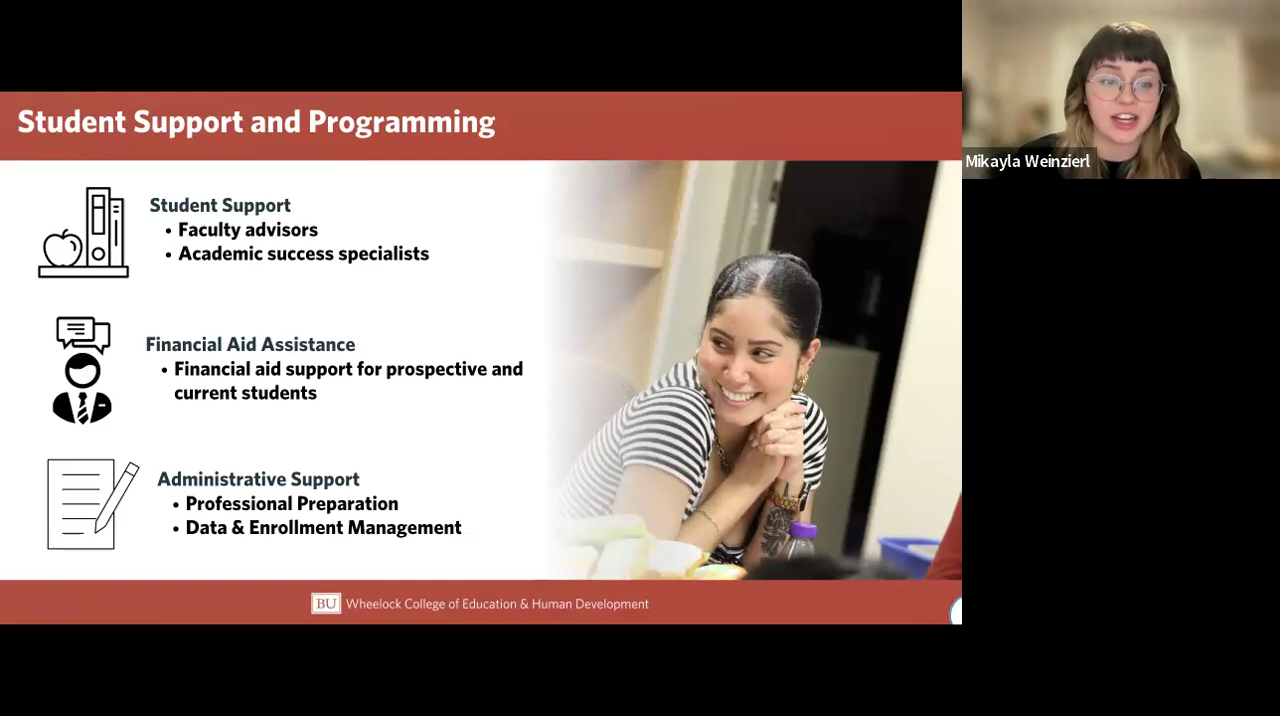 Student Support and Programming
Mikayla Weinzierl
Student Support
• Faculty advisors
• Academic success specialists
Financial Aid Assistance
• Financial aid support for prospective and
current students
Administrative Support
• Professional Preparation
• Data & Enrollment Management
BU Wheelock College of Education & Human Development